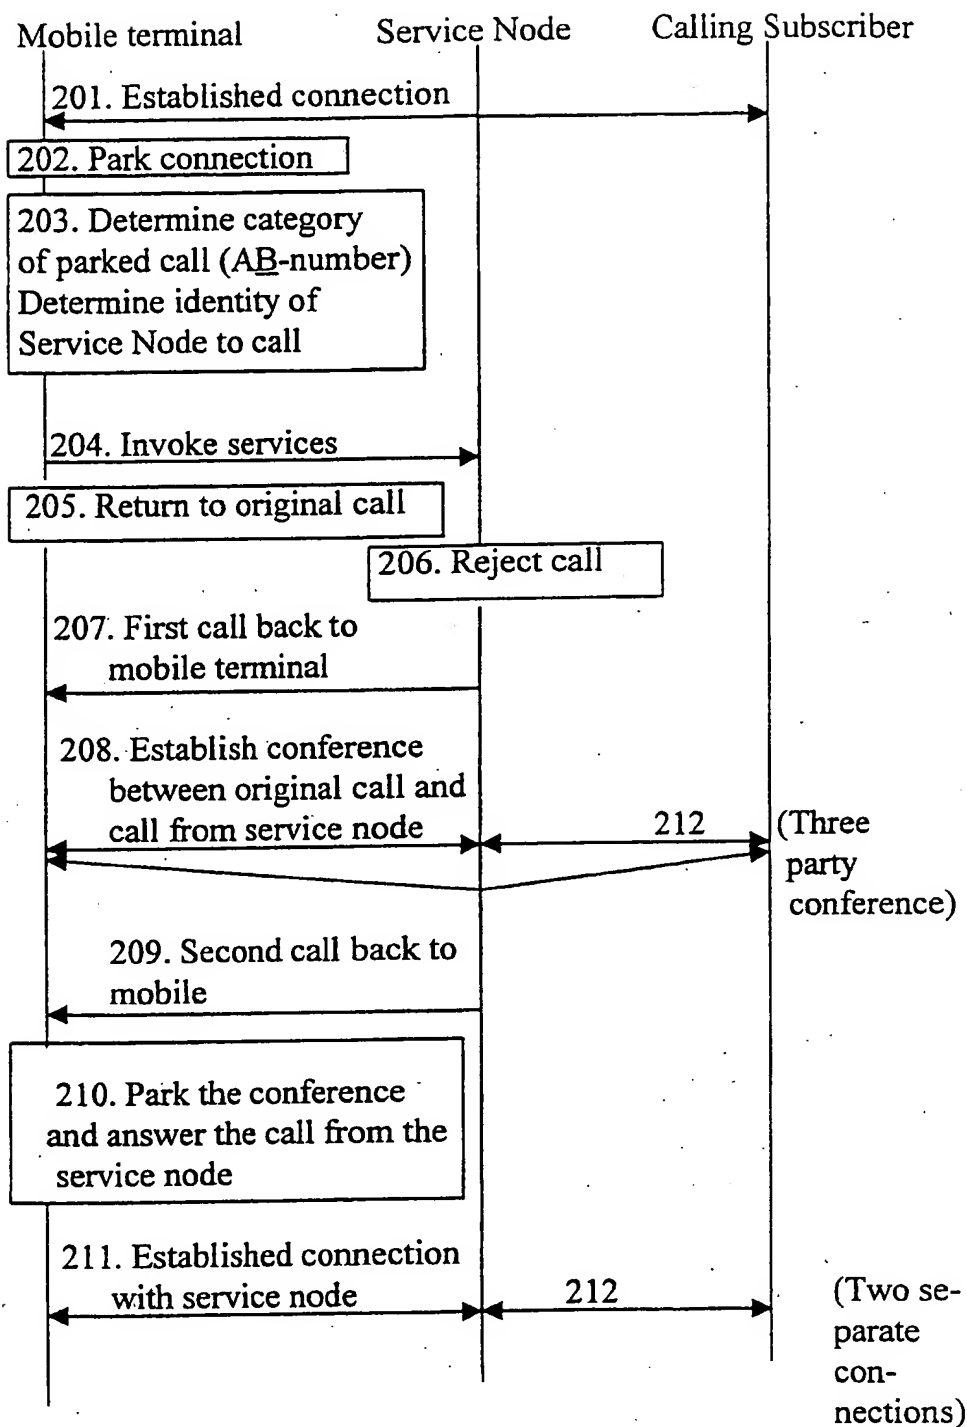 Mobile terminal
Service Node
Calling Subscriber
201. Established connection
202. Park connection
203. Determine category
of parked call (AB-number)
Determine identity of
Service Node to call
204. Invoke services
205. Return to original call
206. Reject call
207. First call back to
mobile terminal
208. Establish conference
between original call and
call from service node
212
(Three
party
conference)
209. Second call back to
mobile
210. Park the conference
and answer the call from the
service node
211. Established connection
with service node
212
(Two se-
parate
con-
nections)